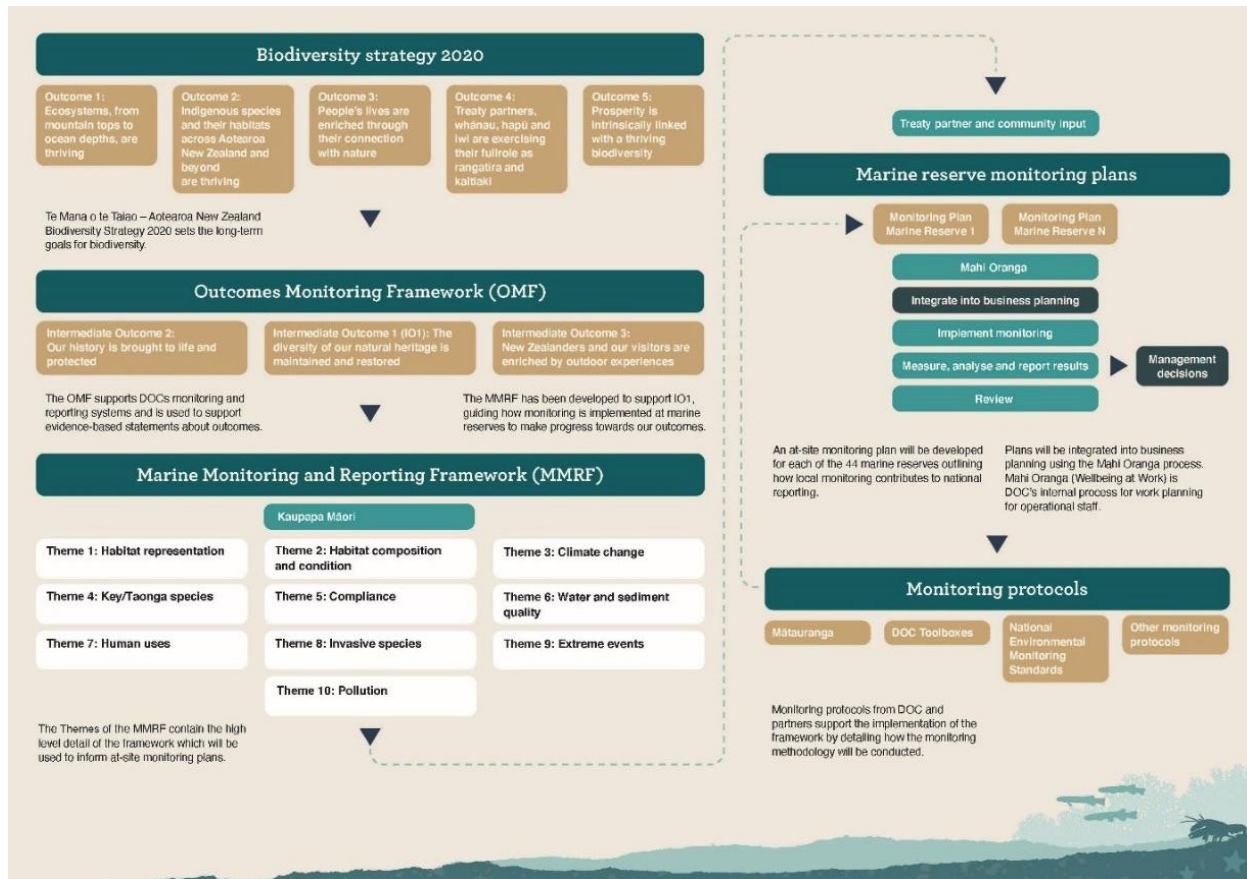 Biodiversity strategy 2020
Outcome 1:
Ecosystems, from
mountain tops to
ocean depths, are
thriving
Outcome 2:
Indigenous species
and their habitats
across Aotearoa
New Zealand and
beyond
are thriving
Outcome 3:
People's lives are
enriched through
their connection
with nature
Outcome 4:
Treaty partners,
whānau, hapū and
iwi are exercising
their fullrole as
rangatira and
kaitiaki
Outcome 5:
Prosperity is
intrinsically linked
with a thriving
biodiversity
Te Mana o te Taiao – Aotearoa New Zealand
Biodiversity Strategy 2020 sets the long-term
goals for biodiversity.
Outcomes Monitoring Framework (OMF)
Intermediate Outcome 2:
Our history is brought to life and
protected
Intermediate Outcome 1 (IO1): The
diversity of our natural heritage is
maintained and restored
Intermediate Outcome 3:
New Zealanders and our visitors are
enriched by outdoor experiences
The OMF supports DOCs monitoring and
reporting systems and is used to support
evidence-based statements about outcomes.
The MMRF has been developed to support IO1,
guiding how monitoring is implemented at marine
reserves to make progress towards our outcomes.
Marine Monitoring and Reporting Framework (MMRF)
Kaupapa Māori
Theme 1: Habitat representation
Theme 2: Habitat composition
and condition
Theme 3: Climate change
Theme 4: Key/Taonga species
Theme 5: Compliance
Theme 6: Water and sediment
quality
Theme 7: Human uses
Theme 8: Invasive species
Theme 9: Extreme events
Theme 10: Pollution
The Themes of the MMRF contain the high
level detail of the framework which will be
used to inform at-site monitoring plans.
Treaty partner and community input
Marine reserve monitoring plans
Monitoring Plan
Marine Reserve 1
Monitoring Plan
Marine Reserve N
Mahi Oranga
Integrate into business planning
Implement monitoring
Measure, analyse and report results
Management
decisions
Review
An at-site monitoring plan will be developed
for each of the 44 marine reserves outlining
how local monitoring contributes to national
reporting.
Plans will be integrated into business
planning using the Mahi Oranga process.
Mahi Oranga (Wellbeing at Work) is
DOC's internal process for work planning
for operational staff.
Monitoring protocols
Mātauranga
DOC Toolboxes
National
Environmental
Monitoring
Standards
Other monitoring
protocols
Monitoring protocols from DOC and
partners support the implementation of the
framework by detailing how the monitoring
methodology will be conducted.